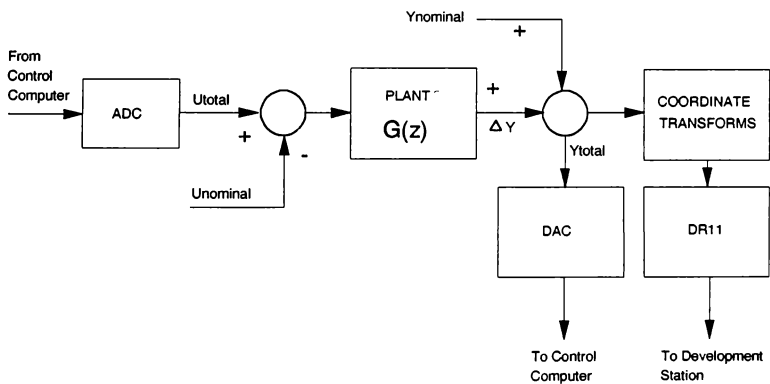 Ynominal
+
From
Control
Computer
ADC
Utotal
+
-
Unominal
PLANT
G(z)
+
Δ Y
Ytotal
COORDINATE
TRANSFORMS
DAC
DR11
To Control
Computer
To Development
Station